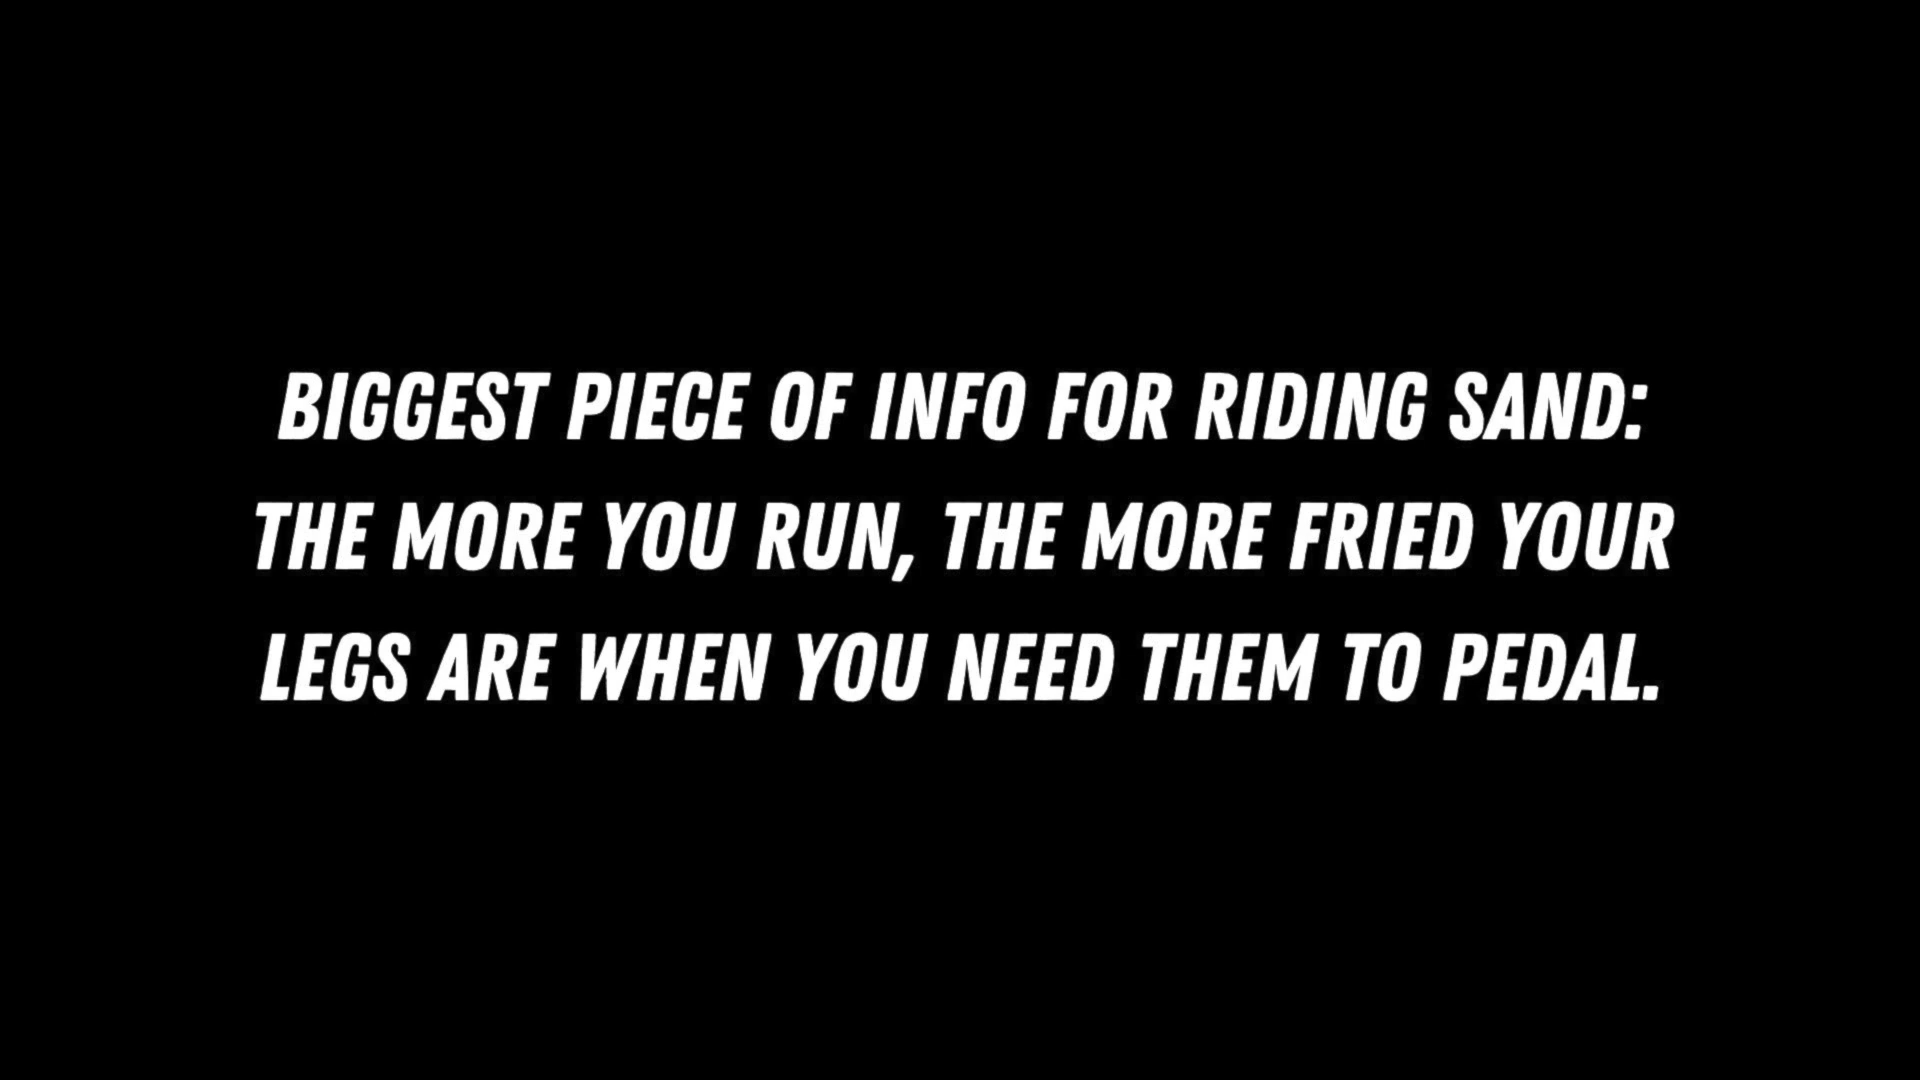 BIGGEST PIECE OF INFO FOR RIDING SAND:
THE MORE YOU RUN, THE MORE FRIED YOUR
LEGS ARE WHEN YOU NEED THEM TO PEDAL.